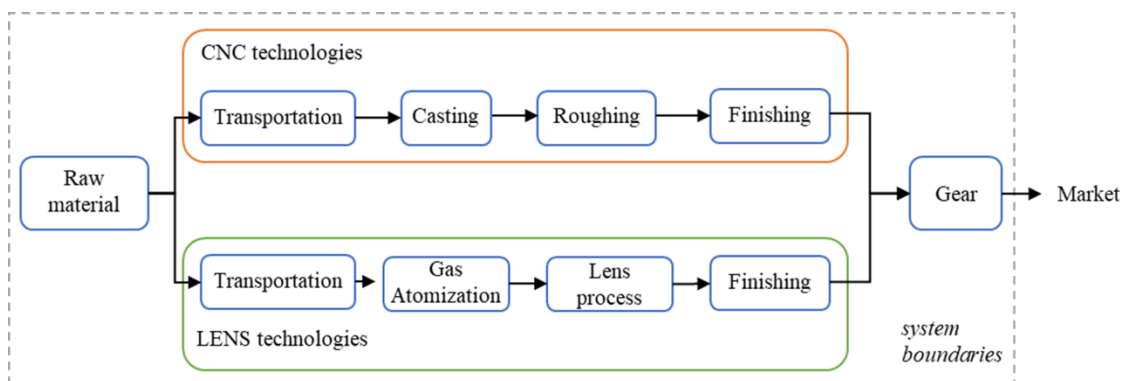 CNC technologies
Transportation
Casting
Roughing
Finishing
Raw
material
Gear
Market
Transportation
Gas
Atomization
Lens
process
Finishing
LENS technologies
system
boundaries